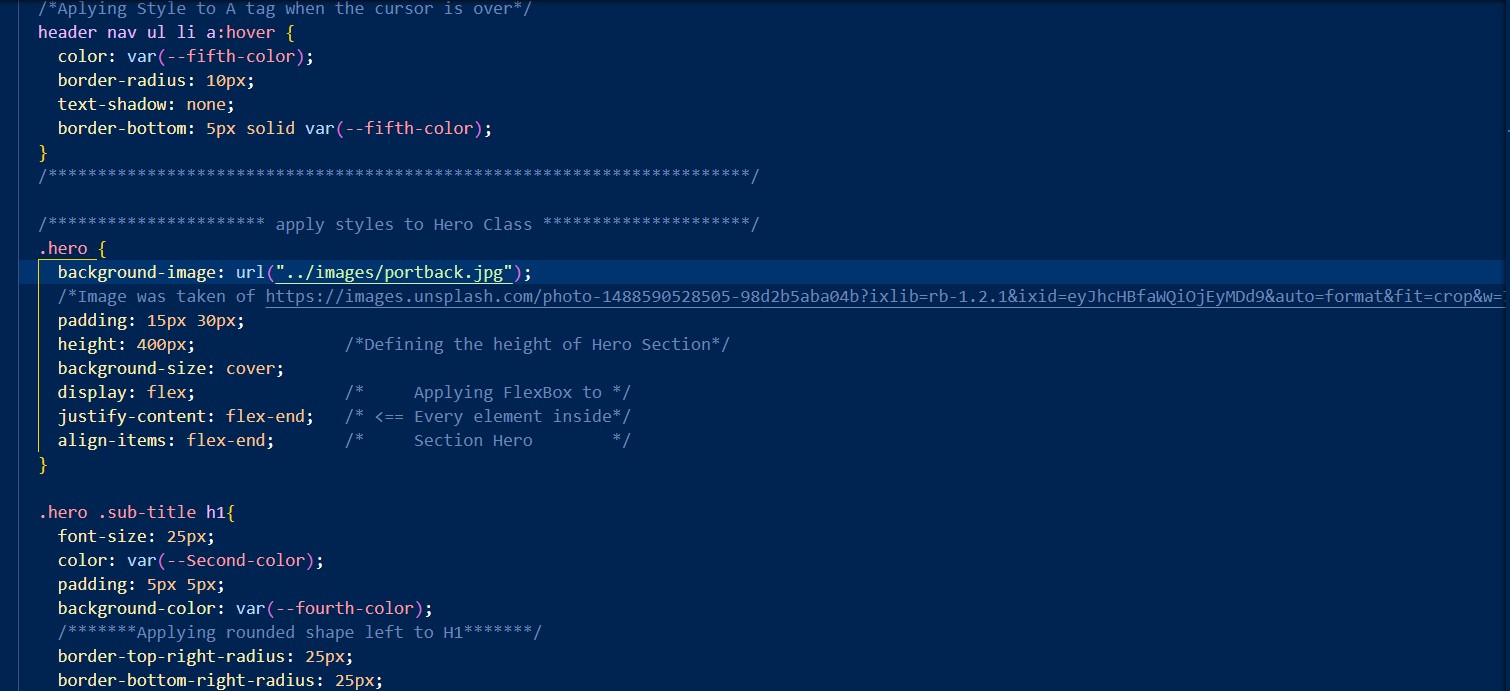 /*Aplying Style to A tag when the cursor is over*/
header nav ul li a:hover {
  color: var(--fifth-color);
  border-radius: 10px;
  text-shadow: none;
  border-bottom: 5px solid var(--fifth-color);
}
/***********************************************************************/

/********************** apply styles to Hero Class *********************/
.hero {
  background-image: url("../images/portback.jpg");
  /*Image was taken of https://images.unsplash.com/photo-1488590528505-98d2b5aba04b?ixlib=rb-1.2.1&ixid=eyJhcHBfaWQiOjEyMDd9&auto=format&fit=crop&w=
  padding: 15px 30px;
  height: 400px;               /*Defining the height of Hero Section*/
  background-size: cover;
  display: flex;               /*     Applying FlexBox to */
  justify-content: flex-end;   /* <== Every element inside*/
  align-items: flex-end;       /*     Section Hero        */
}

.hero .sub-title h1{
  font-size: 25px;
  color: var(--Second-color);
  padding: 5px 5px;
  background-color: var(--fourth-color);
  /*******Applying rounded shape left to H1*******/
  border-top-right-radius: 25px;
  border-bottom-right-radius: 25px;